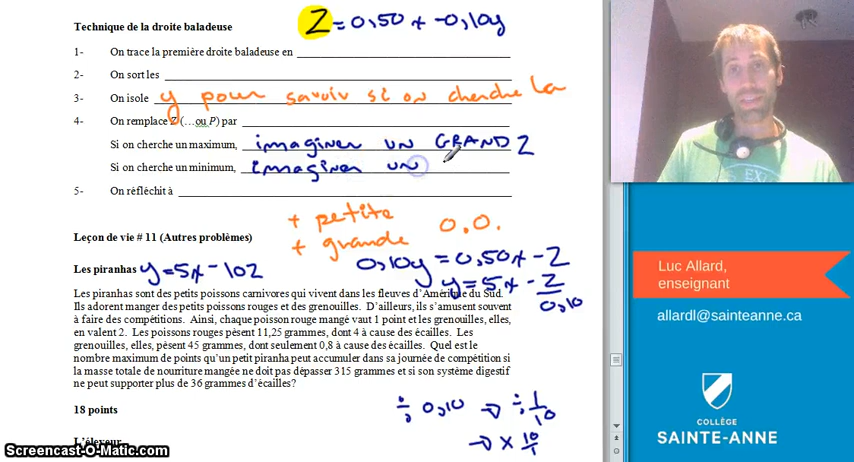 Technique de la droite baladeuse
Z = 0,50x + -0,10y
1- On trace la première droite baladeuse en
2- On sort les
3- On isole y pour savoir si on cherche la
4- On remplace Z (…ou P) par
Si on cherche un maximum, imaginer un GRAND Z
Si on cherche un minimum, imaginer un
5- On réfléchit à
+ petite
+ grande
O.O.
Leçon de vie # 11 (Autres problèmes)
0,10y = 0,50x - Z
Les piranhas
y = 5x - 10Z
y = 5x - Z/0,10
Les piranhas sont des petits poissons carnivores qui vivent dans les fleuves d'Amérique du Sud.
Ils adorent manger des petits poissons rouges et des grenouilles. D'ailleurs, ils s'amusent souvent
à faire des compétitions. Ainsi, chaque poisson rouge mangé vaut 1 point et les grenouilles, elles,
en valent 2. Les poissons rouges pèsent 11,25 grammes, dont 4 à cause des écailles. Les
grenouilles, elles, pèsent 45 grammes, dont seulement 0,8 à cause des écailles. Quel est le
nombre maximum de points qu'un petit piranha peut accumuler dans sa journée de compétition si
la masse totale de nourriture mangée ne doit pas dépasser 315 grammes et si son système digestif
ne peut supporter plus de 36 grammes d'écailles?
18 points
÷ 0,10 → ÷ 1/10
→ × 10/1
L'éleveur
Screencast-O-Matic.com
Luc Allard,
enseignant
allardl@sainteanne.ca
COLLÈGE
SAINTE-ANNE